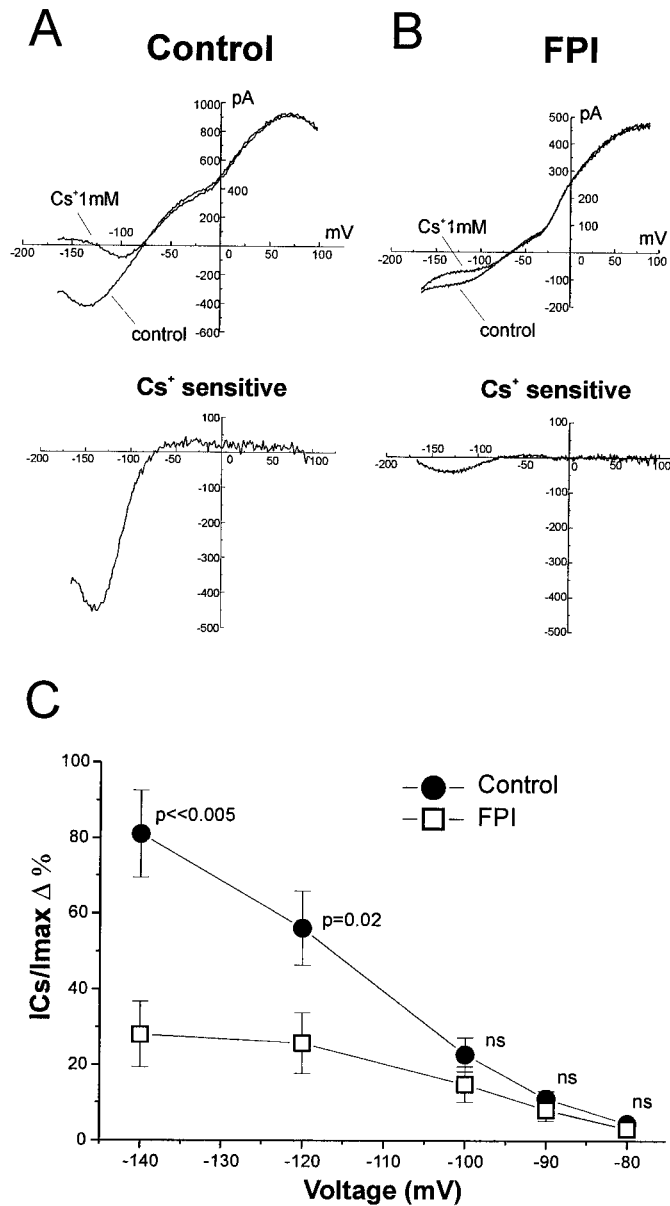 A
Control
pA
1000
800
600
400
200
Cs⁺1mM
-100
mV
-200
-150
-50
0
50
100
-200
-400
-600
control
B
FPI
500
pA
400
300
200
100
Cs⁺1mM
mV
-200
-150
-100
-50
0
50
100
-100
-200
control
Cs⁺ sensitive
100
-200
-150
-100
-50
0
50
100
-100
-200
-300
-400
-500
Cs⁺ sensitive
100
-200
-150
-100
-50
0
50
100
-100
-200
-300
-400
-500
C
ICs/Imax Δ %
100
80
60
40
20
0
p<<0.005
p=0.02
ns
ns
ns
Control
FPI
-140
-130
-120
-110
-100
-90
-80
Voltage (mV)